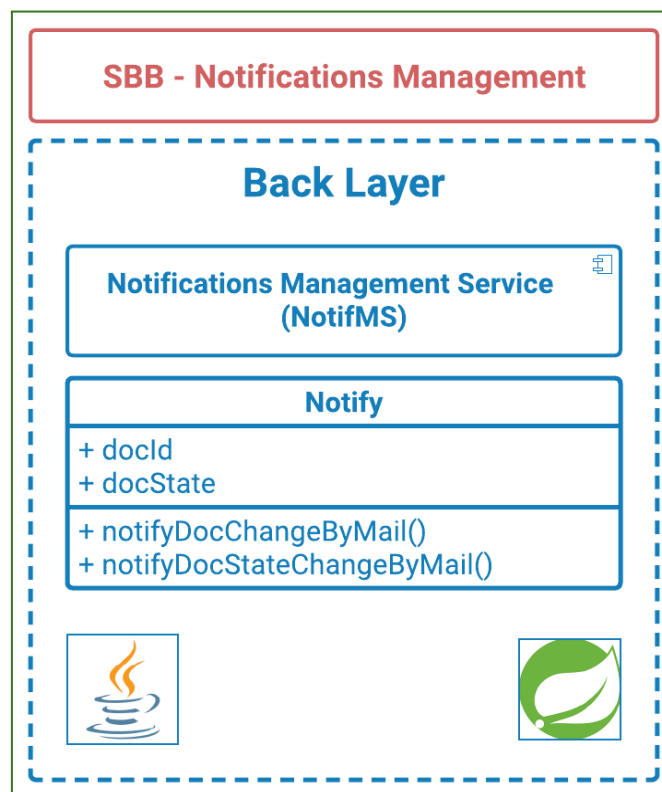 SBB - Notifications Management
Back Layer
Notifications Management Service
(NotifMS)
Notify
+ docId
+ docState
+ notifyDocChangeByMail()
+ notifyDocStateChangeByMail()